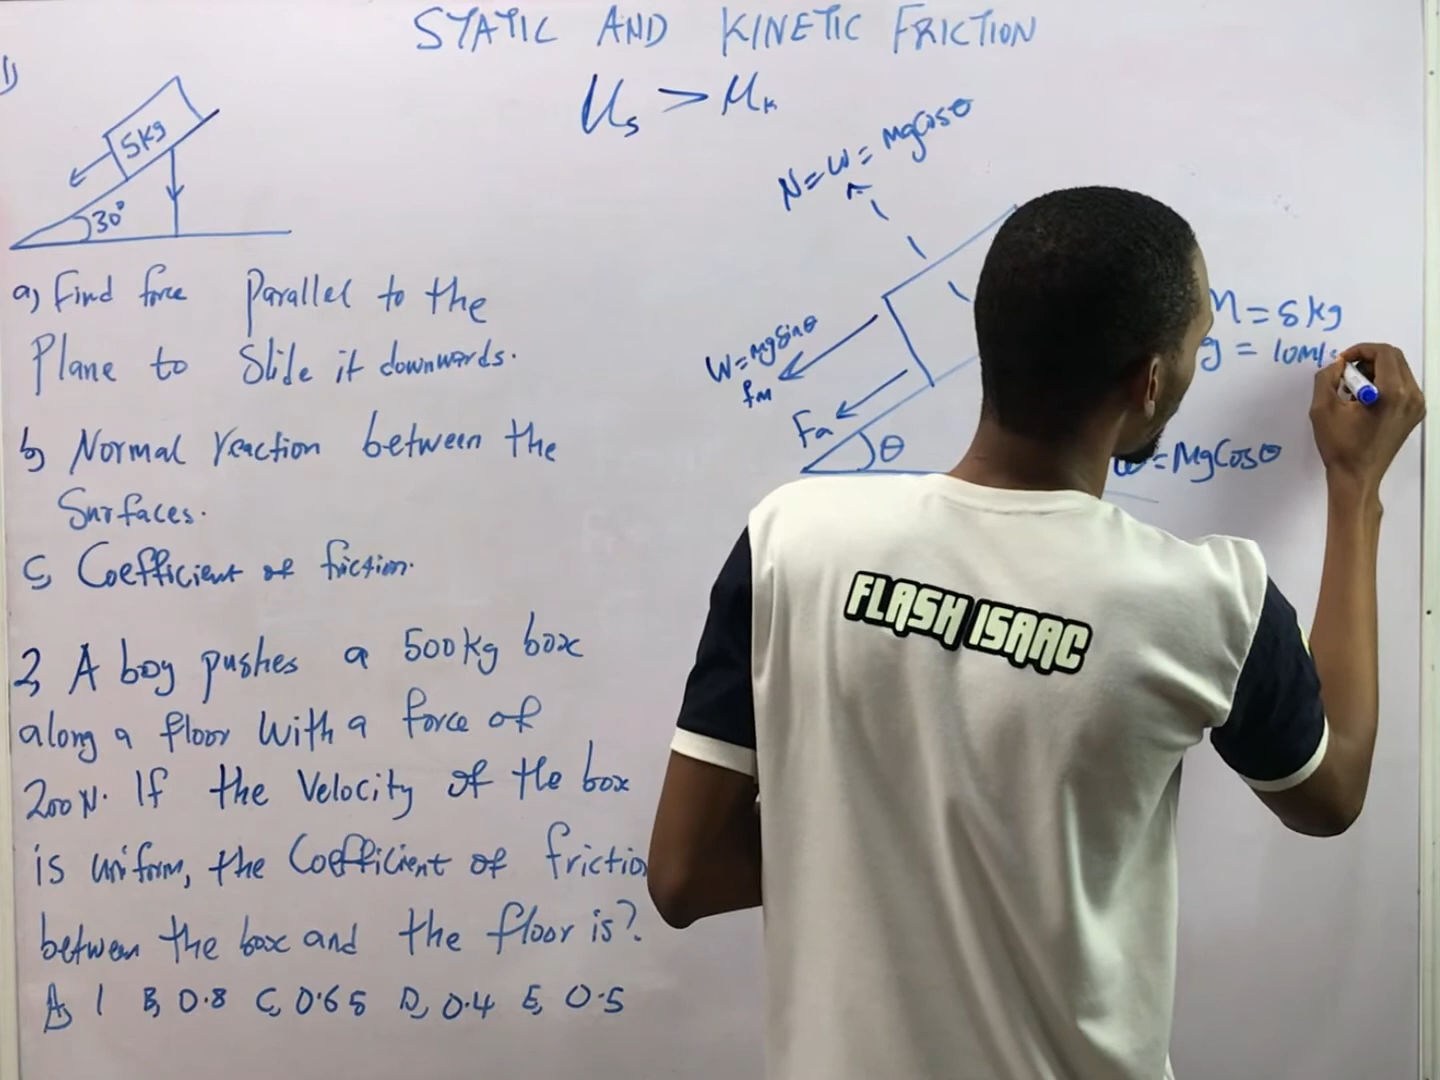 STATIC AND KINETIC FRICTION
μs > μk
1)
5kg
30°
a) Find force Parallel to the
Plane to Slide it downwards.
b) Normal reaction between the
Surfaces.
c, Coefficient of friction.
2, A boy pushes a 500kg box
along a floor with a force of
200N. If the Velocity of the box
is uniform, the Coefficient of friction
between the box and the floor is?
A, 1 B, 0.8 C, 0.65 D, 0.4 E, 0.5
N=W= mgCosθ
W=mgSinθ
fm
Fa
θ
M = 5kg
g = 10m/s
W=MgCosθ
FLASH ISAAC